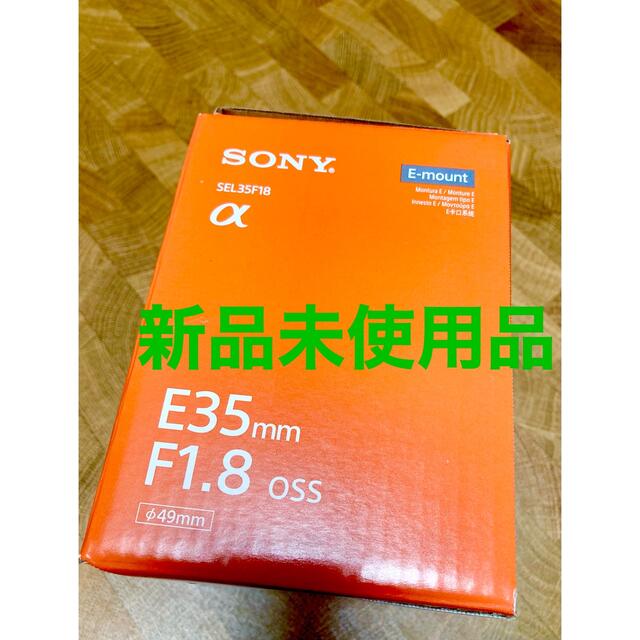 SONY®
E-mount
SEL35F18
Montura E / Monture E
Montagem tipo E
Innesto E / Μοντούρα E
E卡口系统
α
新品未使用品
E35mm
F1.8 OSS
φ49mm